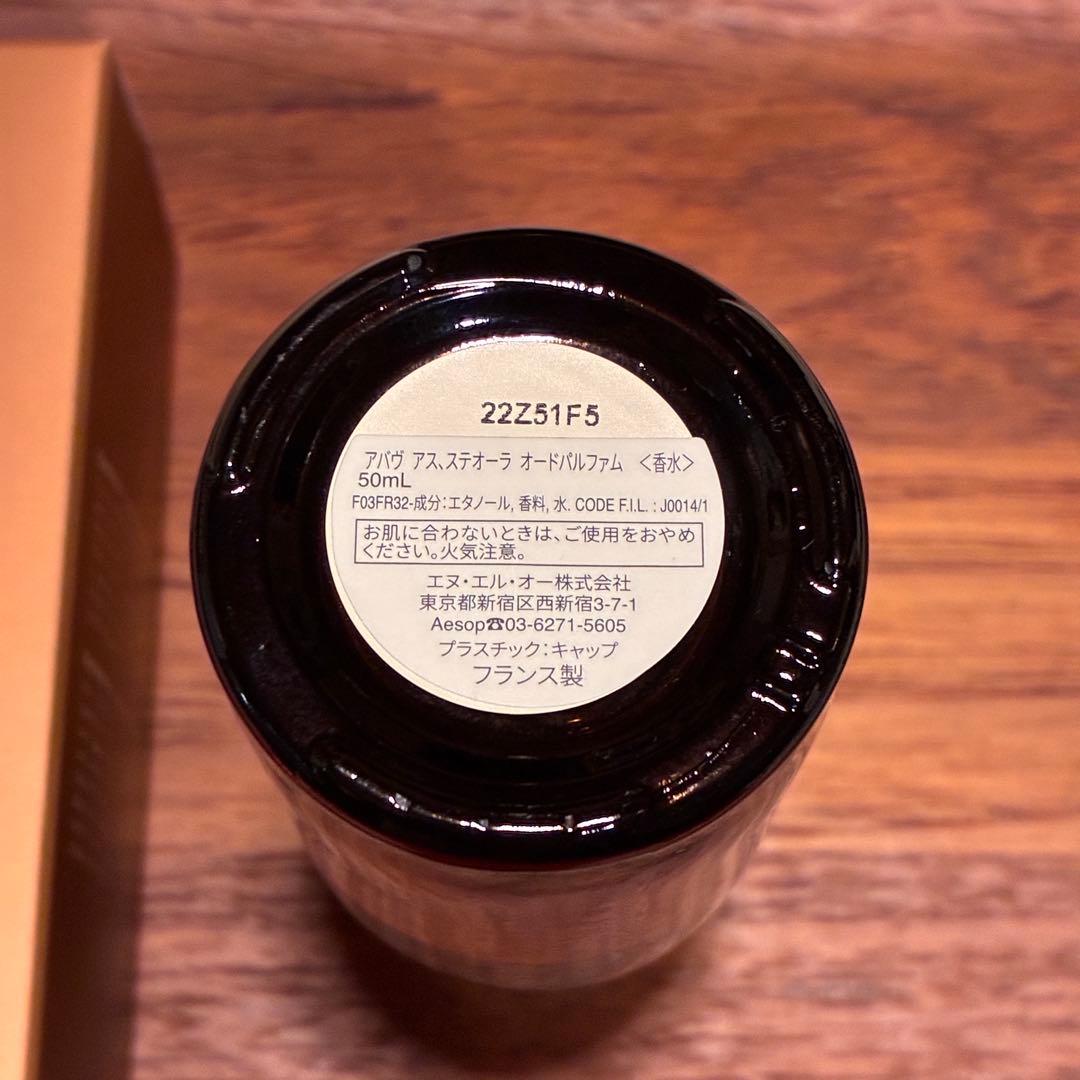 22Z51F5
アバヴ アス、ステオーラ オードパルファム 〈香水〉
50mL
F03FR32-成分:エタノール, 香料, 水. CODE F.I.L. : J0014/1
お肌に合わないときは、ご使用をおやめ
ください。火気注意。
エヌ・エル・オー株式会社
東京都新宿区西新宿3-7-1
Aesop☎03-6271-5605
プラスチック:キャップ
フランス製